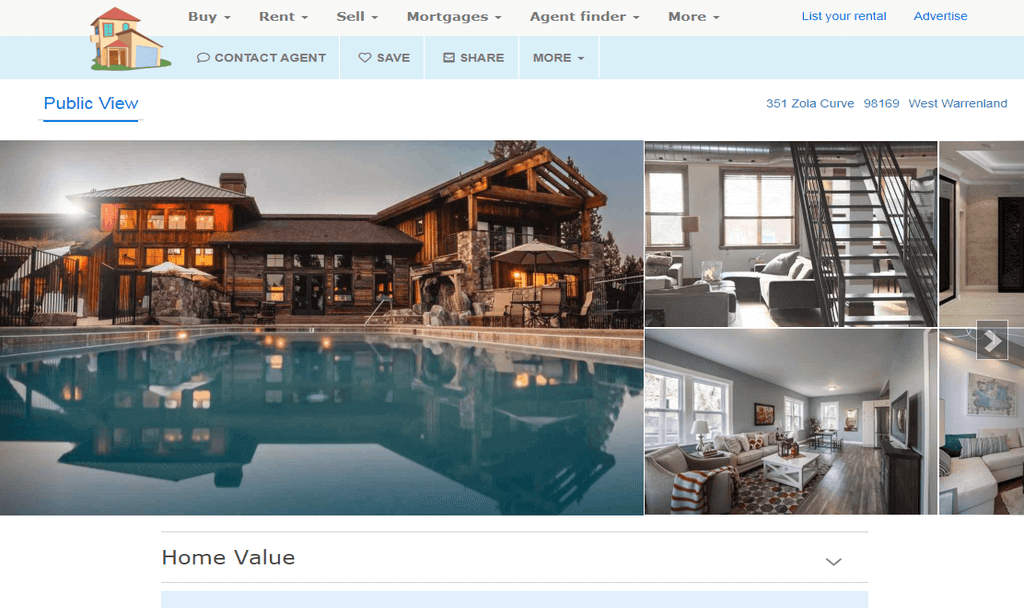 Buy Rent Sell Mortgages Agent finder More List your rental Advertise
CONTACT AGENT SAVE SHARE MORE
Public View 351 Zola Curve 98169 West Warrenland
Home Value